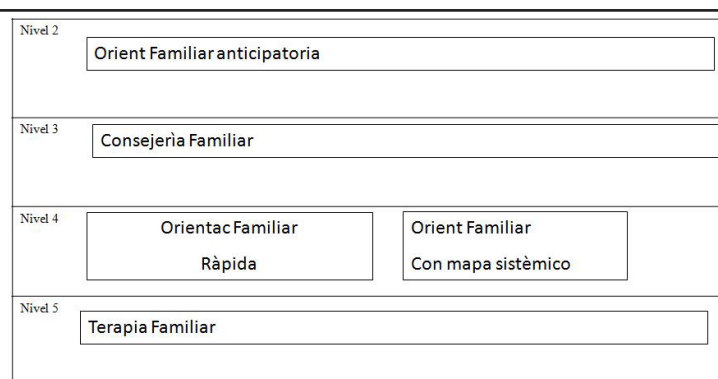 Nivel 2
Orient Familiar anticipatoria
Nivel 3
Consejerìa Familiar
Nivel 4
Orientac Familiar
Ràpida
Orient Familiar
Con mapa sistèmico
Nivel 5
Terapia Familiar